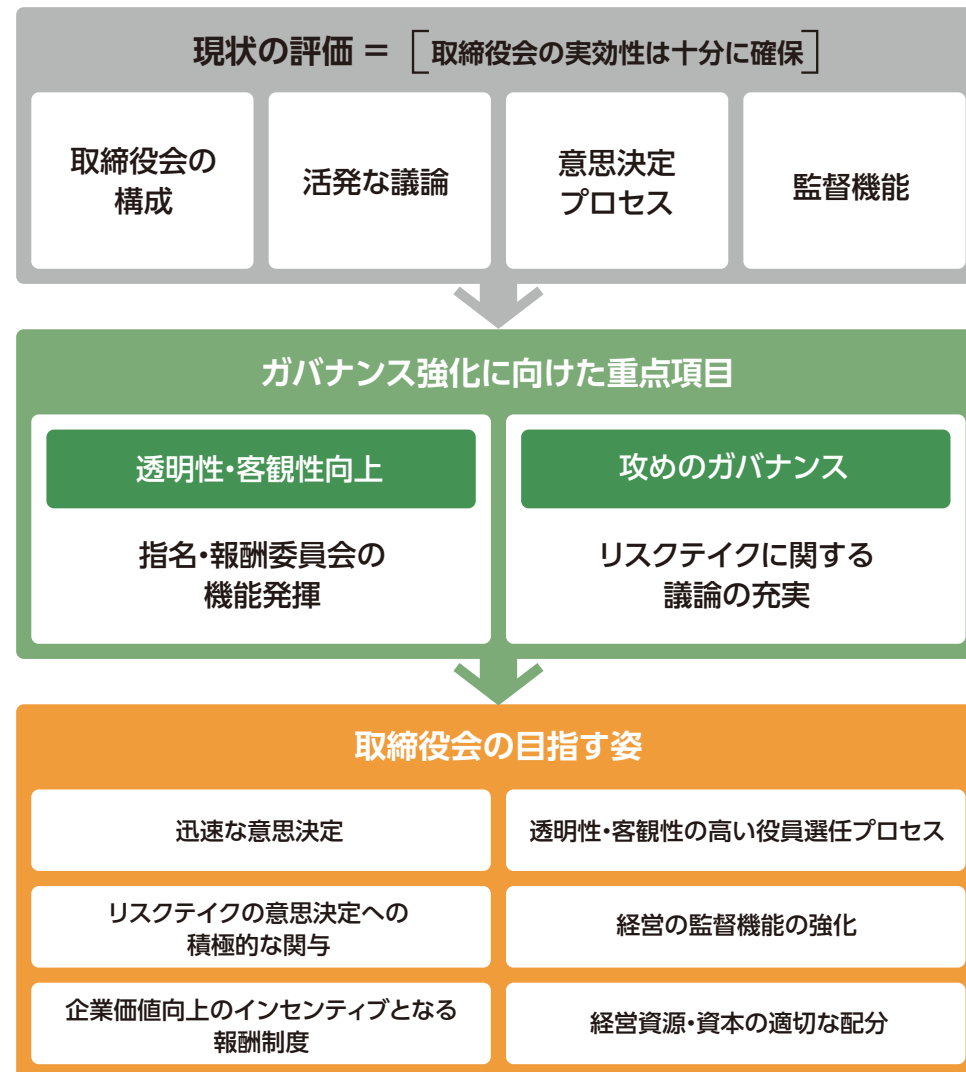 現状の評価 = [取締役会の実効性は十分に確保]
取締役会の
構成
活発な議論
意思決定
プロセス
監督機能
ガバナンス強化に向けた重点項目
透明性・客観性向上
指名・報酬委員会の
機能発揮
攻めのガバナンス
リスクテイクに関する
議論の充実
取締役会の目指す姿
迅速な意思決定
透明性・客観性の高い役員選任プロセス
リスクテイクの意思決定への
積極的な関与
経営の監督機能の強化
企業価値向上のインセンティブとなる
報酬制度
経営資源・資本の適切な配分